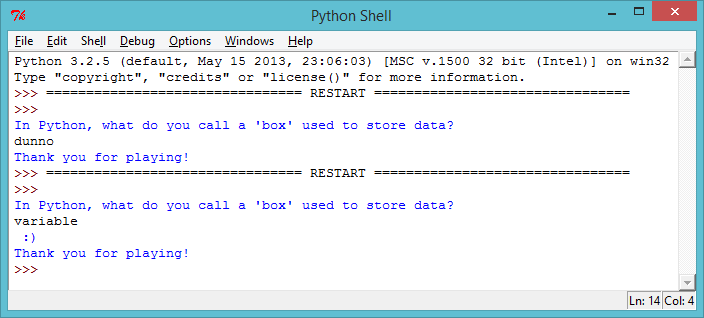 Python Shell
File Edit Shell Debug Options Windows Help
Python 3.2.5 (default, May 15 2013, 23:06:03) [MSC v.1500 32 bit (Intel)] on win32
Type "copyright", "credits" or "license()" for more information.
>>> ================================ RESTART ================================
>>>
In Python, what do you call a 'box' used to store data?
dunno
Thank you for playing!
>>> ================================ RESTART ================================
>>>
In Python, what do you call a 'box' used to store data?
variable
 :)
Thank you for playing!
>>>
Ln: 14 Col: 4